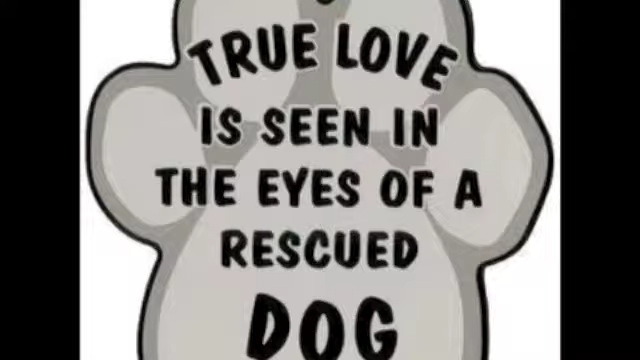 TRUE LOVE
IS SEEN IN
THE EYES OF A
RESCUED
DOG